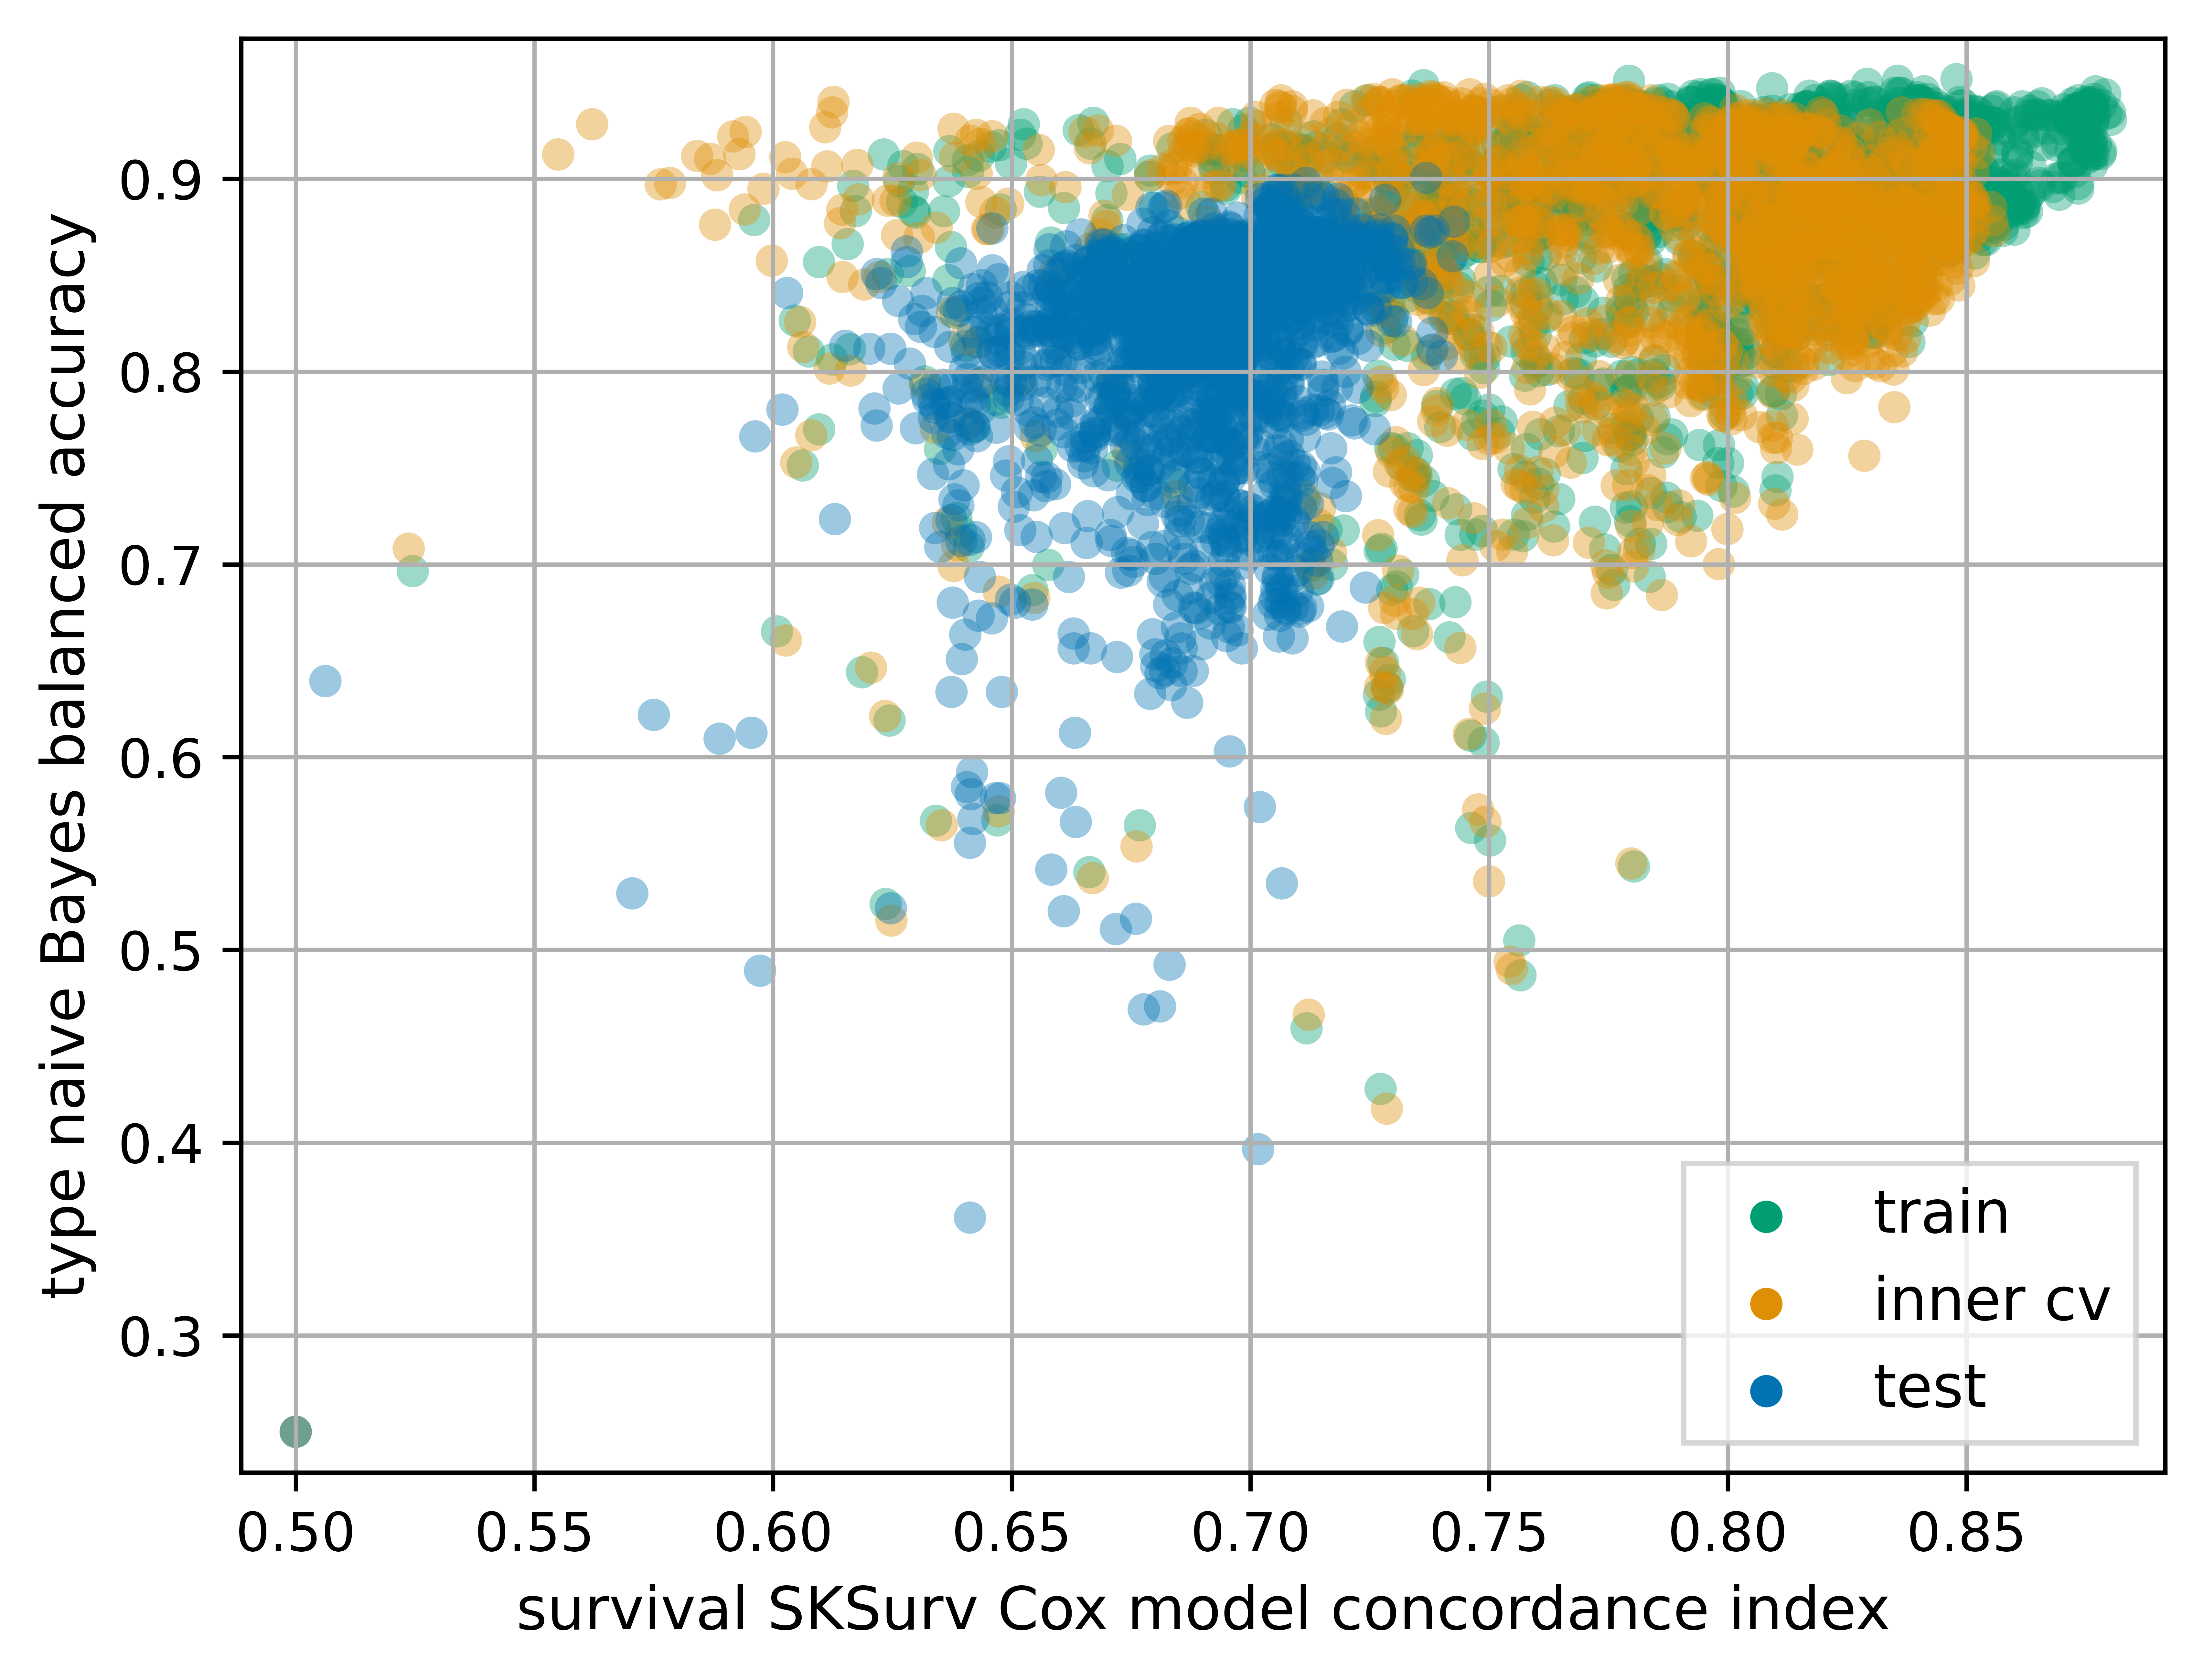 type naive Bayes balanced accuracy
0.9
0.8
0.7
0.6
0.5
0.4
0.3
train
inner cv
test
0.50 0.55 0.60 0.65 0.70 0.75 0.80 0.85
survival SKSurv Cox model concordance index